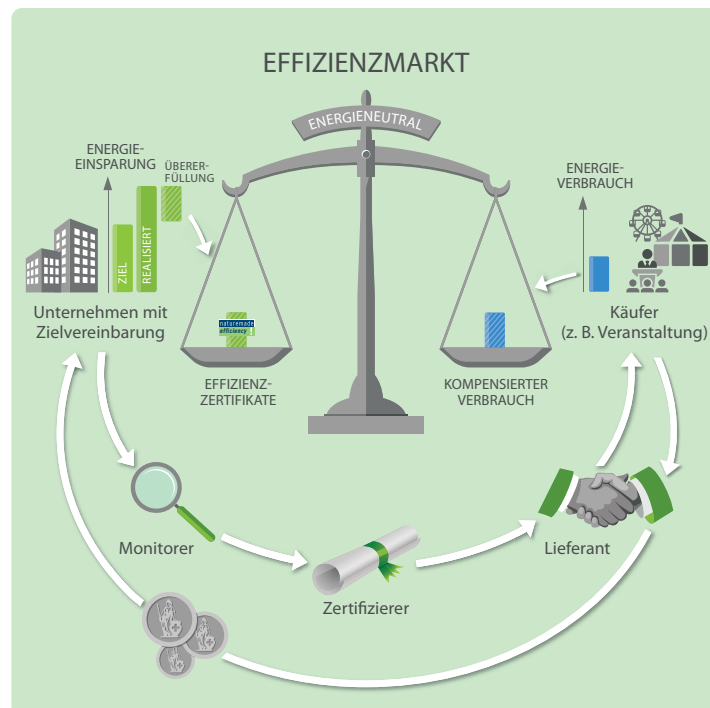 EFFIZIENZMARKT
ENERGIENEUTRAL
ENERGIE-
EINSPARUNG
ÜBERER-
FÜLLUNG
ZIEL
REALISIERT
Unternehmen mit
Zielvereinbarung
ENERGIE-
VERBRAUCH
Käufer
(z. B. Veranstaltung)
naturemade
efficiency!
EFFIZIENZ-
ZERTIFIKATE
KOMPENSIERTER
VERBRAUCH
Monitorer
Zertifizierer
Lieferant